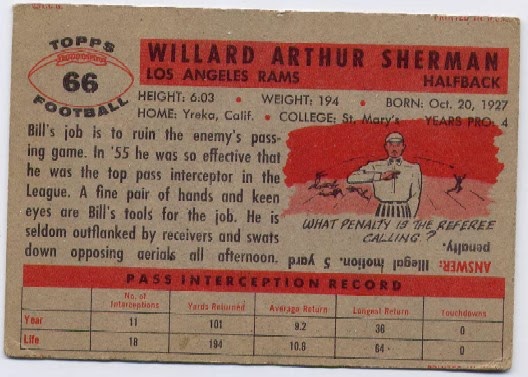 PRINTED IN U.S.A.
TOPPS
66
FOOTBALL
WILLARD ARTHUR SHERMAN
LOS ANGELES RAMS HALFBACK
HEIGHT: 6:03 • WEIGHT: 194 • BORN: Oct. 20, 1927
HOME: Yreka, Calif. • COLLEGE: St. Mary's YEARS PRO: 4
Bill's job is to ruin the enemy's pass-
ing game. In '55 he was so effective that
he was the top pass interceptor in the
League. A fine pair of hands and keen
eyes are Bill's tools for the job. He is
seldom outflanked by receivers and swats
down opposing aerials all afternoon.
WHAT PENALTY IS THE REFEREE
CALLING?
ANSWER: Illegal motion. 5 yard
penalty.
PASS INTERCEPTION RECORD
No. of Interceptions Yards Returned Average Return Longest Return Touchdowns
Year 11 101 9.2 36 0
Life 18 194 10.8 64 0